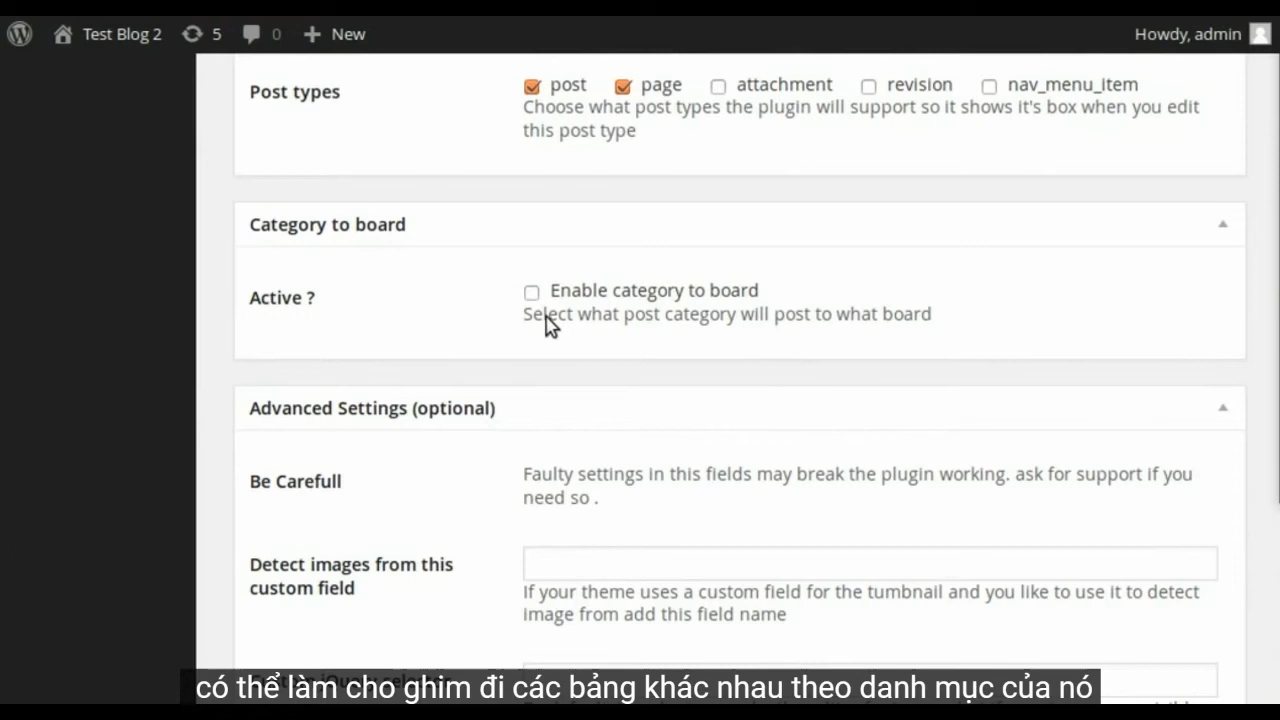 Test Blog 2 5 0 New Howdy, admin
Post types
post page attachment revision nav_menu_item
Choose what post types the plugin will support so it shows it's box when you edit
this post type
Category to board
Active ?
Enable category to board
Select what post category will post to what board
Advanced Settings (optional)
Be Carefull
Faulty settings in this fields may break the plugin working. ask for support if you
need so .
Detect images from this
custom field
If your theme uses a custom field for the tumbnail and you like to use it to detect
image from add this field name
có thể làm cho ghim đi các bảng khác nhau theo danh mục của nó